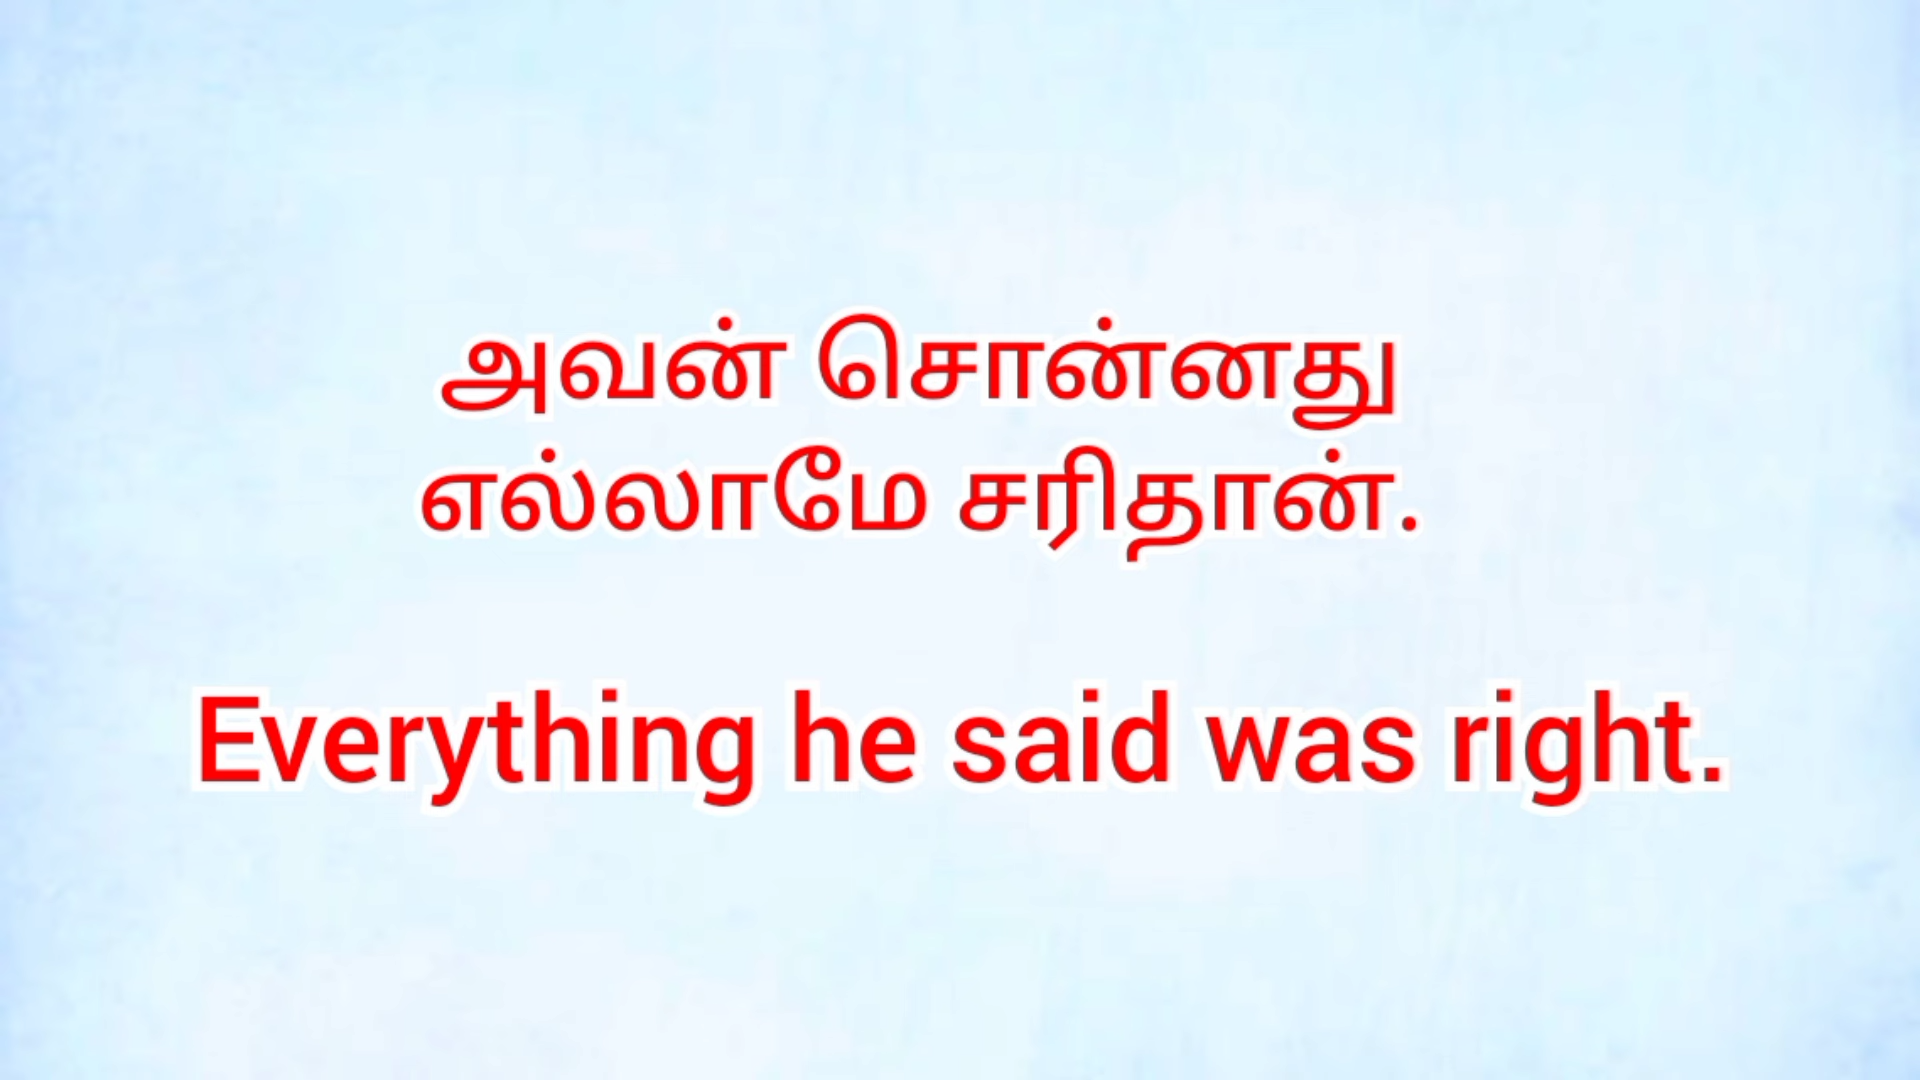 அவன் சொன்னது
எல்லாமே சரிதான்.
Everything he said was right.